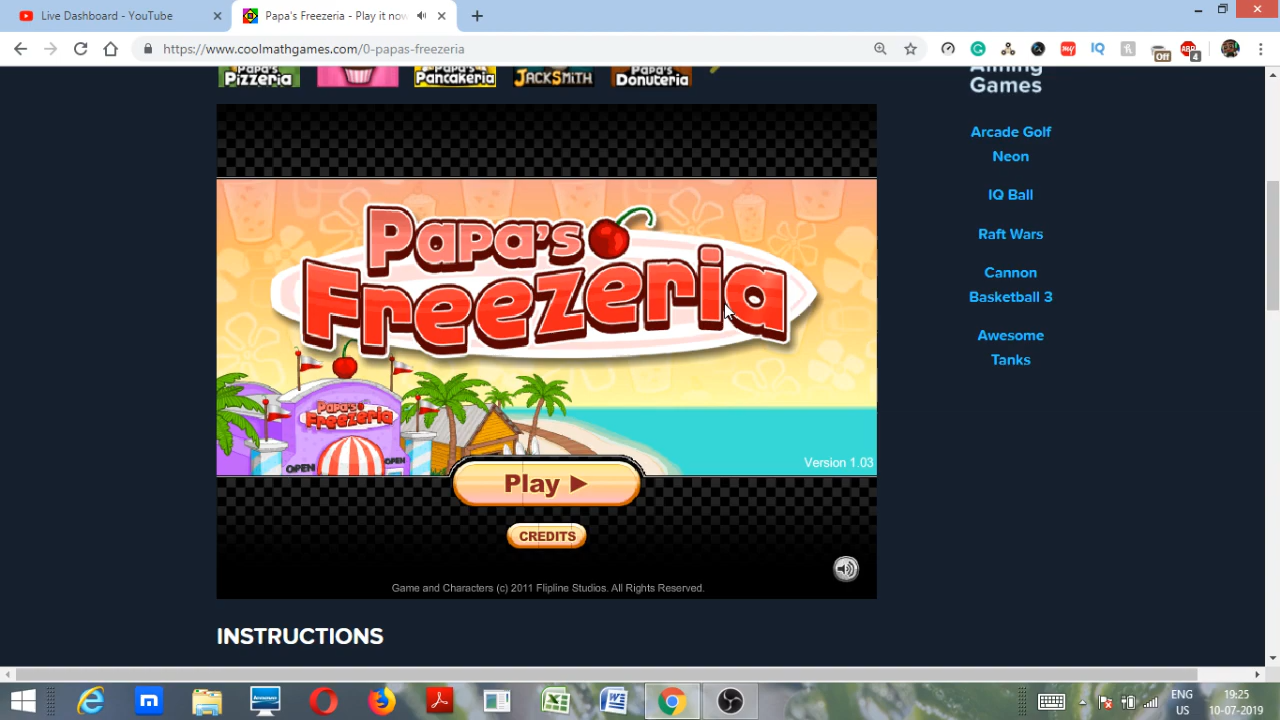 Live Dashboard - YouTube
Papa's Freezeria - Play it now
https://www.coolmathgames.com/0-papas-freezeria
Off
4
Papa's
Pizzeria
Papa's
Pancakeria
JackSmith
Papa's
Donuteria
Aiming
Games
Arcade Golf
Neon
IQ Ball
Raft Wars
Cannon
Basketball 3
Awesome
Tanks
Papa's
Freezeria
Papa's
Freezeria
OPEN
OPEN
Version 1.03
Play
CREDITS
Game and Characters (c) 2011 Flipline Studios. All Rights Reserved.
INSTRUCTIONS
ENG
US
19:25
10-07-2019